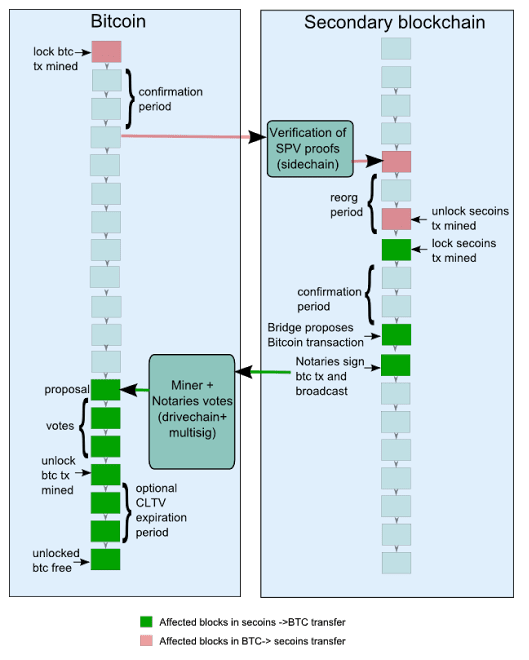 Bitcoin
Secondary blockchain
lock btc
tx mined
confirmation
period
Verification of
SPV proofs
(sidechain)
reorg
period
unlock secoins
tx mined
lock secoins
tx mined
confirmation
period
Bridge proposes
Bitcoin transaction
Notaries sign
btc tx and
broadcast
Miner +
Notaries votes
(drivechain+
multisig)
proposal
votes
unlock
btc tx
mined
optional
CLTV
expiration
period
unlocked
btc free
Affected blocks in secoins ->BTC transfer
Affected blocks in BTC-> secoins transfer